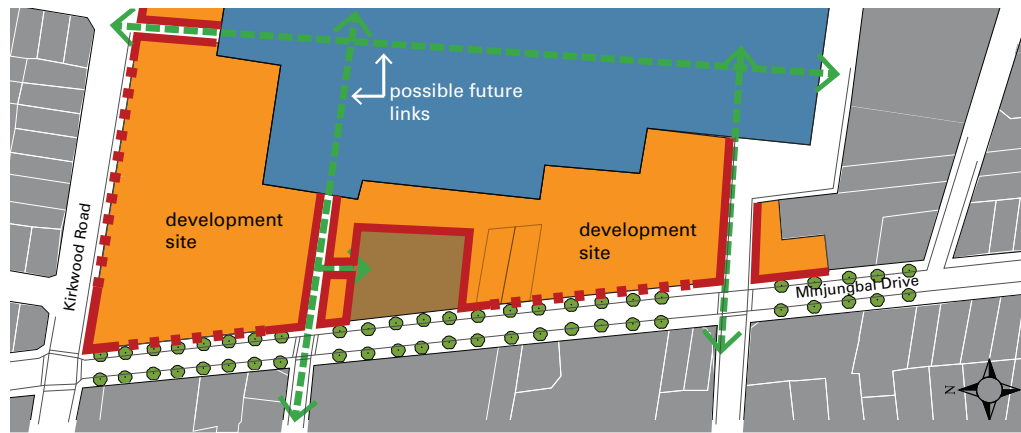 possible future
links
development
site
development
site
Kirkwood Road
Minjungbal Drive
N